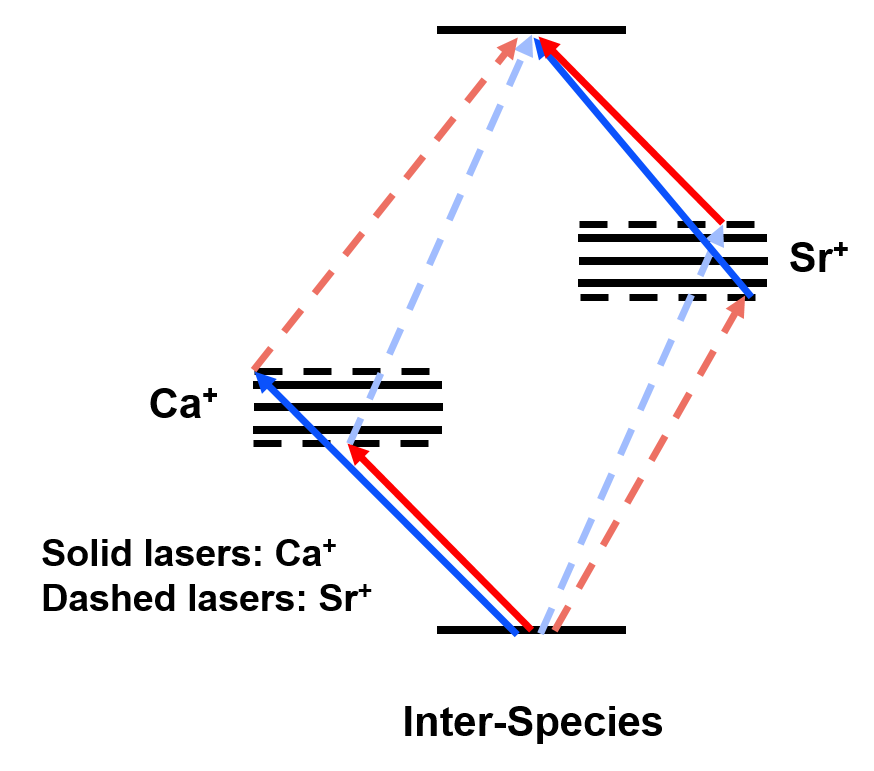 Sr⁺
Ca⁺
Solid lasers: Ca⁺
Dashed lasers: Sr⁺
Inter-Species